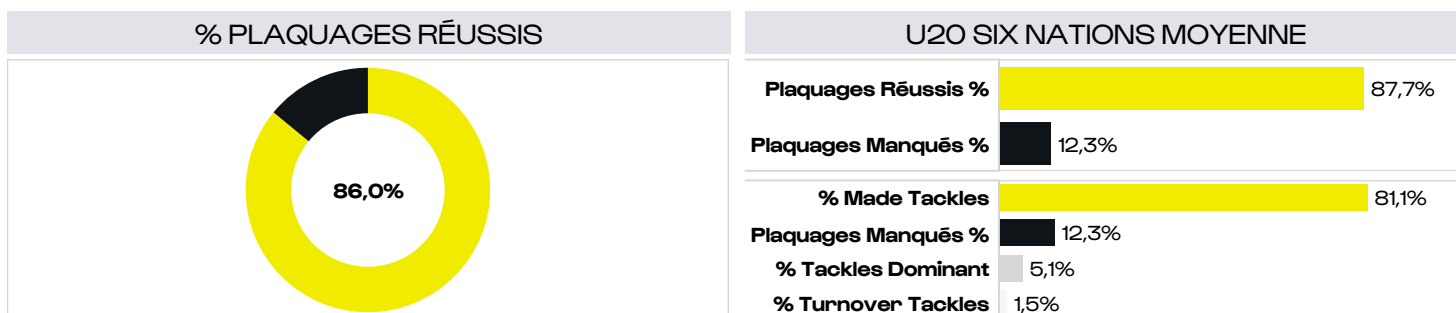 % PLAQUAGES RÉUSSIS
86,0%
U20 SIX NATIONS MOYENNE
Plaquages Réussis % 87,7%
Plaquages Manqués % 12,3%
% Made Tackles 81,1%
Plaquages Manqués % 12,3%
% Tackles Dominant 5,1%
% Turnover Tackles 1,5%